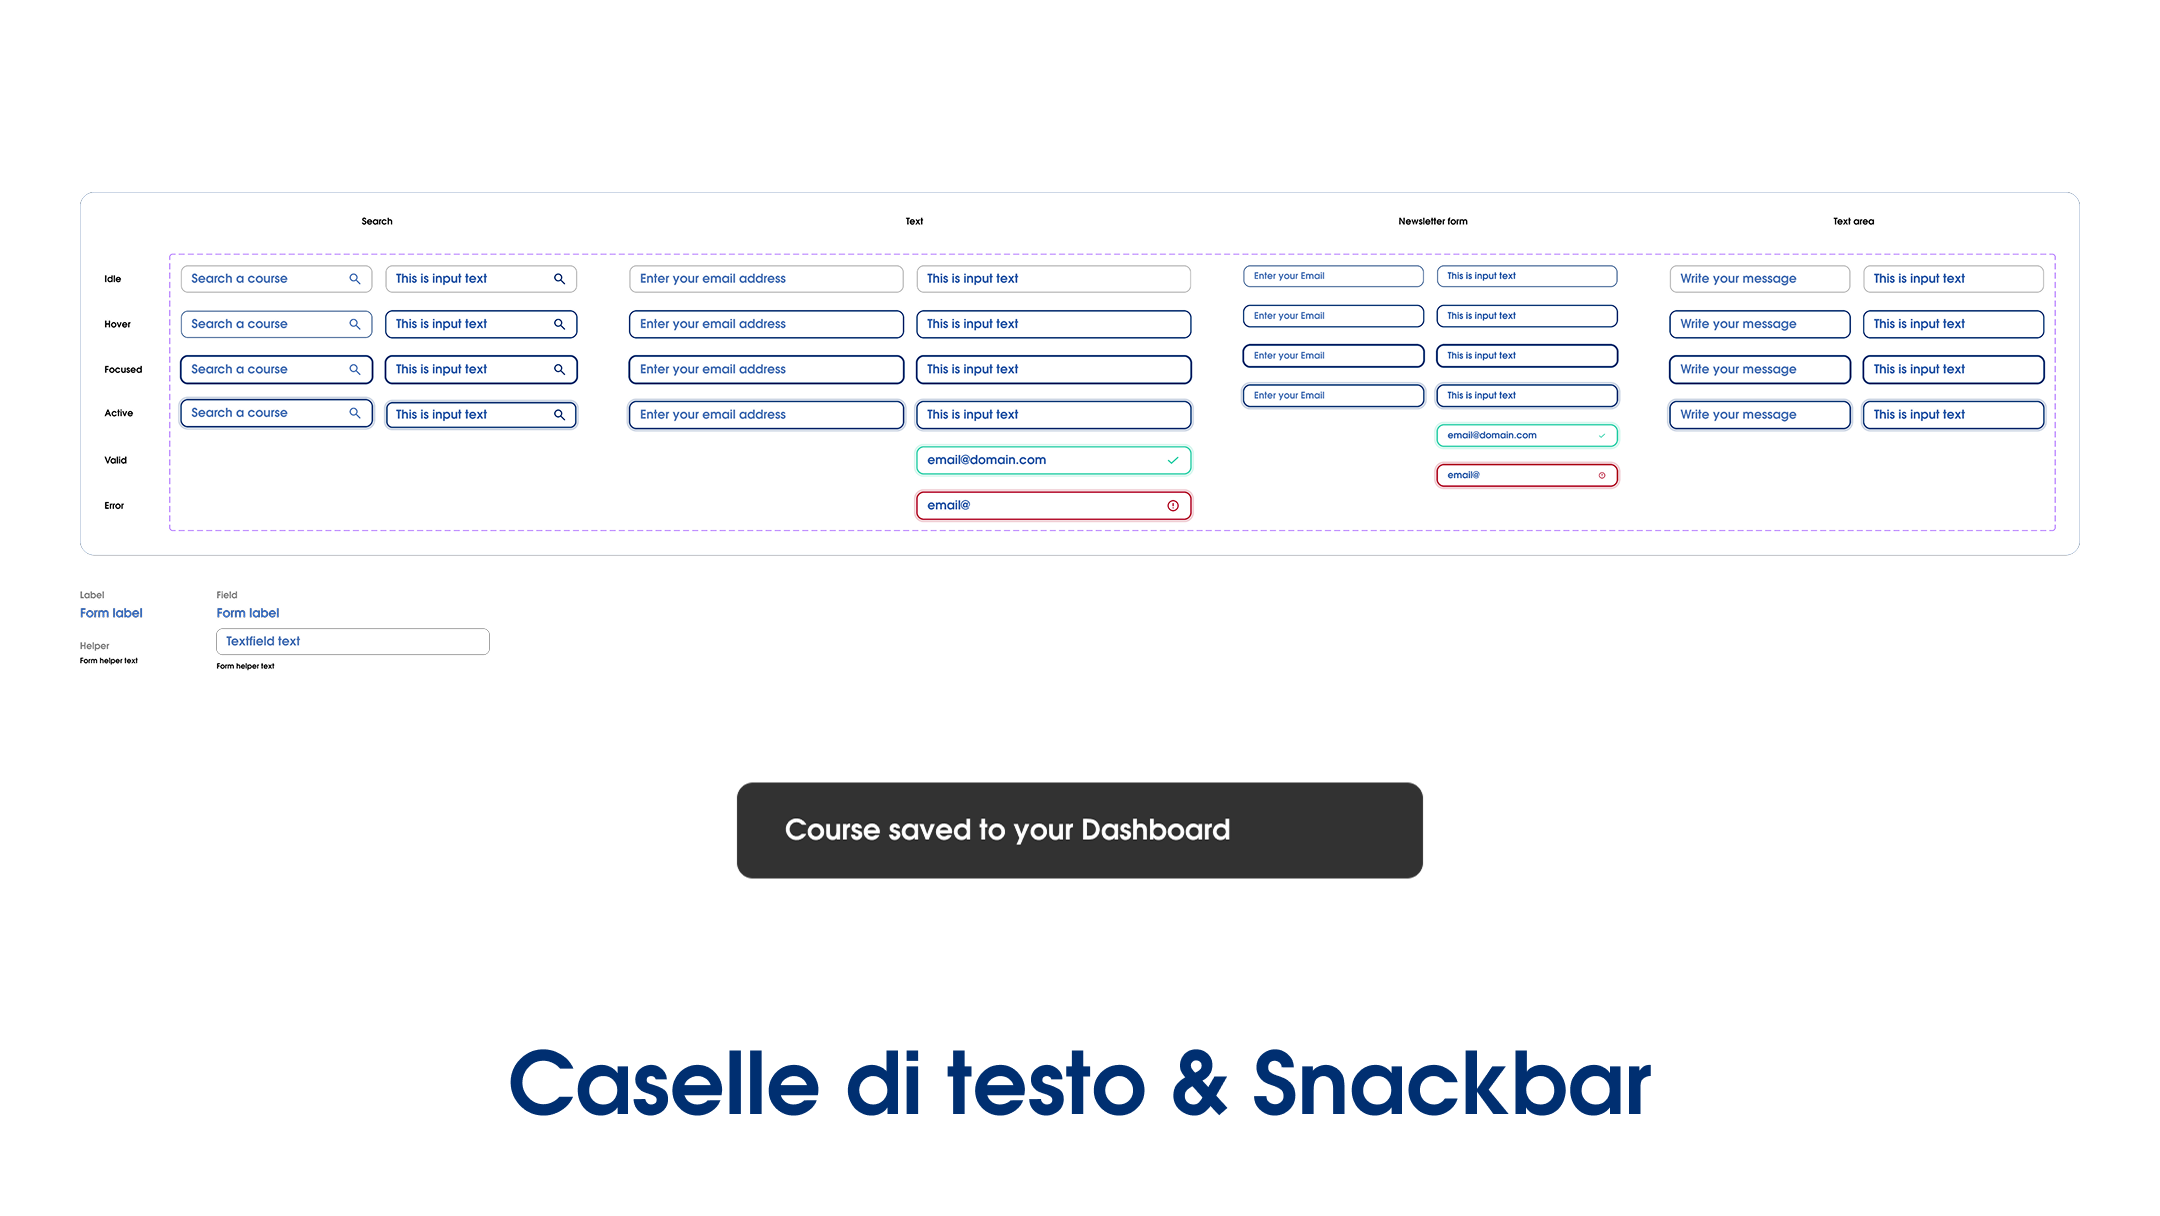 Search Text Newsletter form Text area
Idle Search a course This is input text Enter your email address This is input text Enter your Email This is input text Write your message This is input text
Hover Search a course This is input text Enter your email address This is input text Enter your Email This is input text Write your message This is input text
Focused Search a course This is input text Enter your email address This is input text Enter your Email This is input text Write your message This is input text
Active Search a course This is input text Enter your email address This is input text Enter your Email This is input text Write your message This is input text
Valid email@domain.com email@domain.com
Error email@ email@
Label Field
Form label Form label
Textfield text
Helper
Form helper text
Form helper text
Course saved to your Dashboard
Caselle di testo & Snackbar